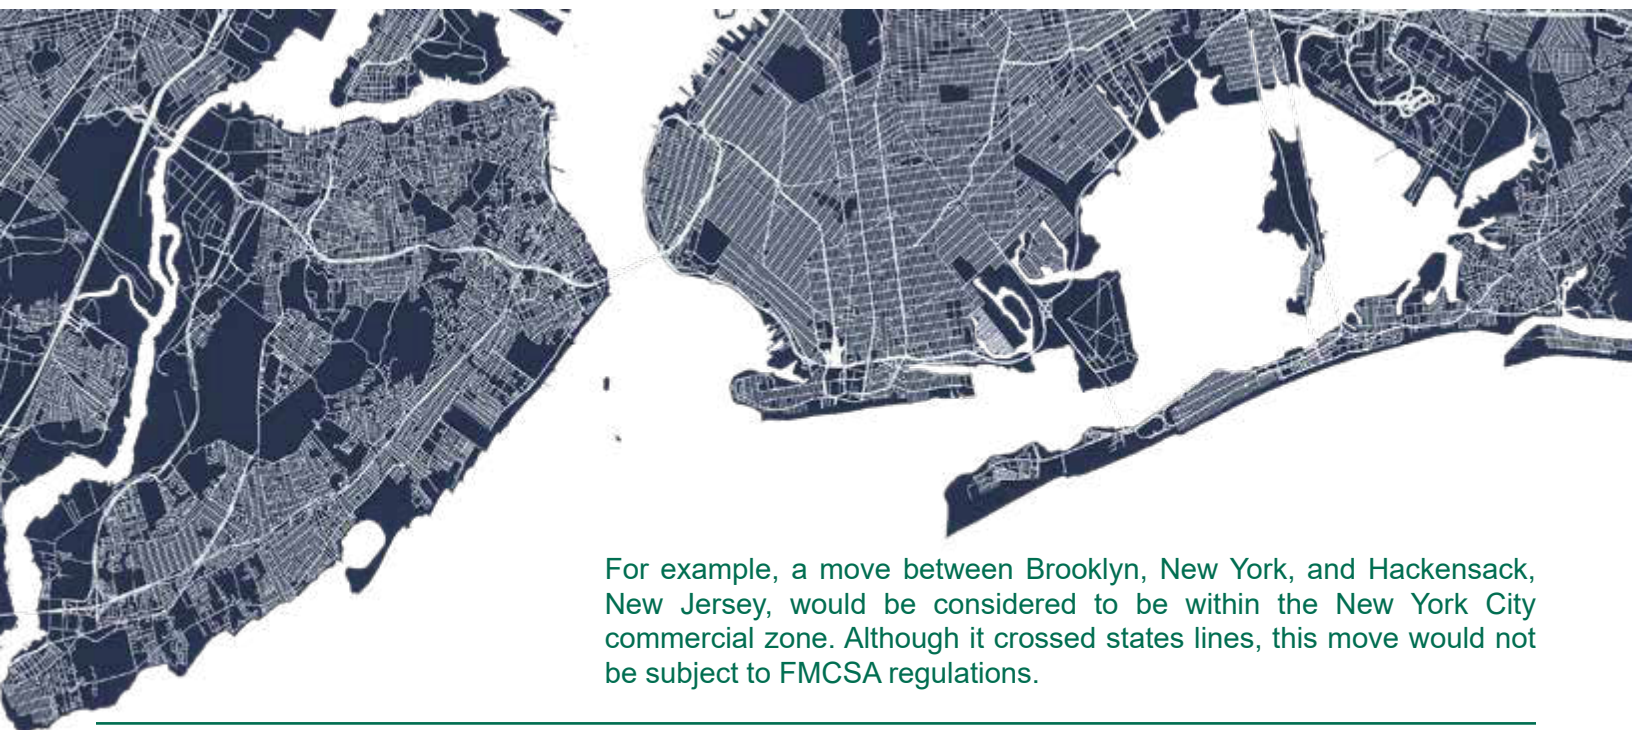 For example, a move between Brooklyn, New York, and Hackensack,
New Jersey, would be considered to be within the New York City
commercial zone. Although it crossed states lines, this move would not
be subject to FMCSA regulations.